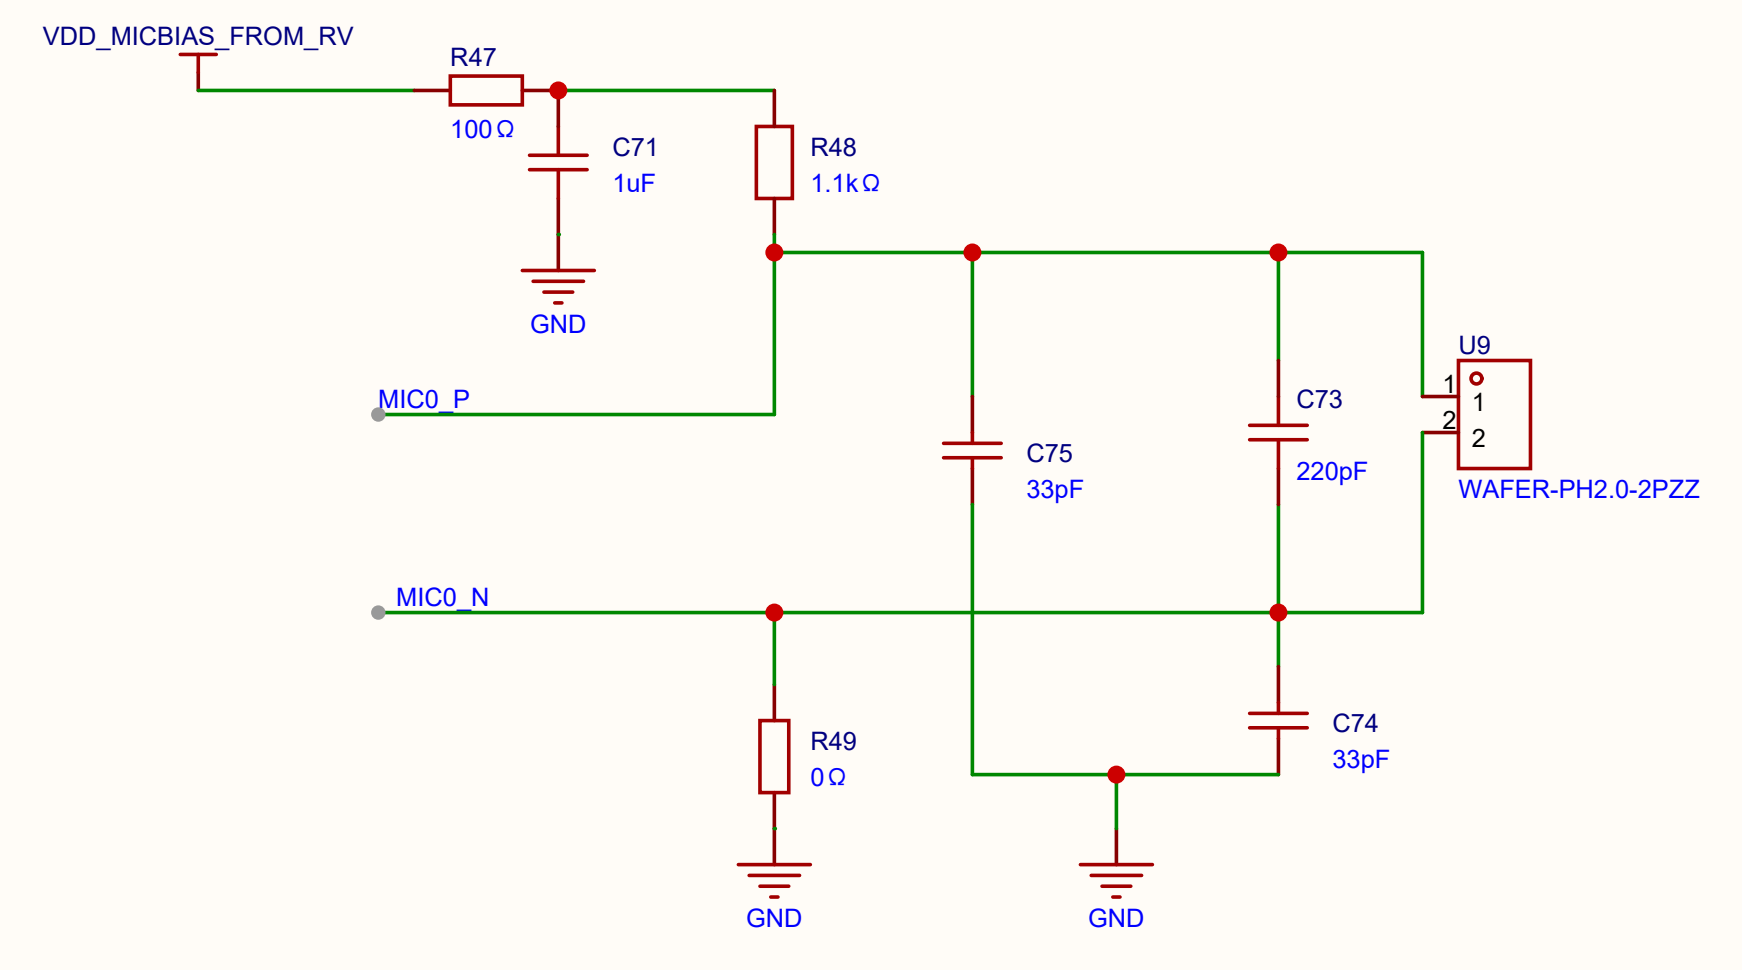 VDD_MICBIAS_FROM_RV
R47
100Ω
C71
1uF
GND
R48
1.1kΩ
MIC0_P
U9
1
1
2
2
WAFER-PH2.0-2PZZ
C73
220pF
C75
33pF
MIC0_N
R49
0Ω
C74
33pF
GND
GND